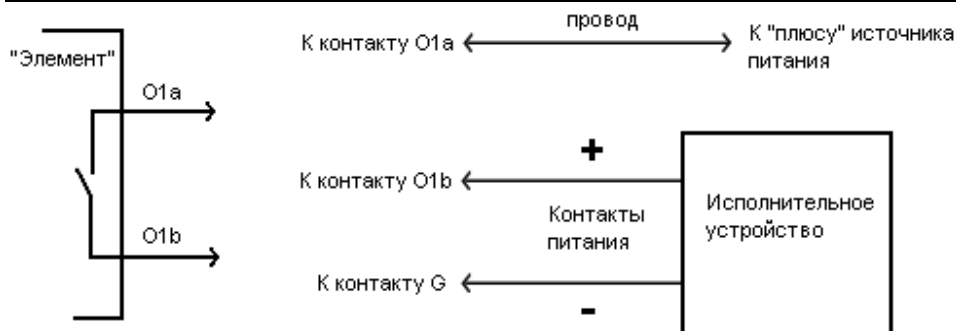 "Элемент"
O1a
O1b
К контакту O1a
провод
К "плюсу" источника
питания
К контакту O1b
+
Контакты
питания
К контакту G
-
Исполнительное
устройство